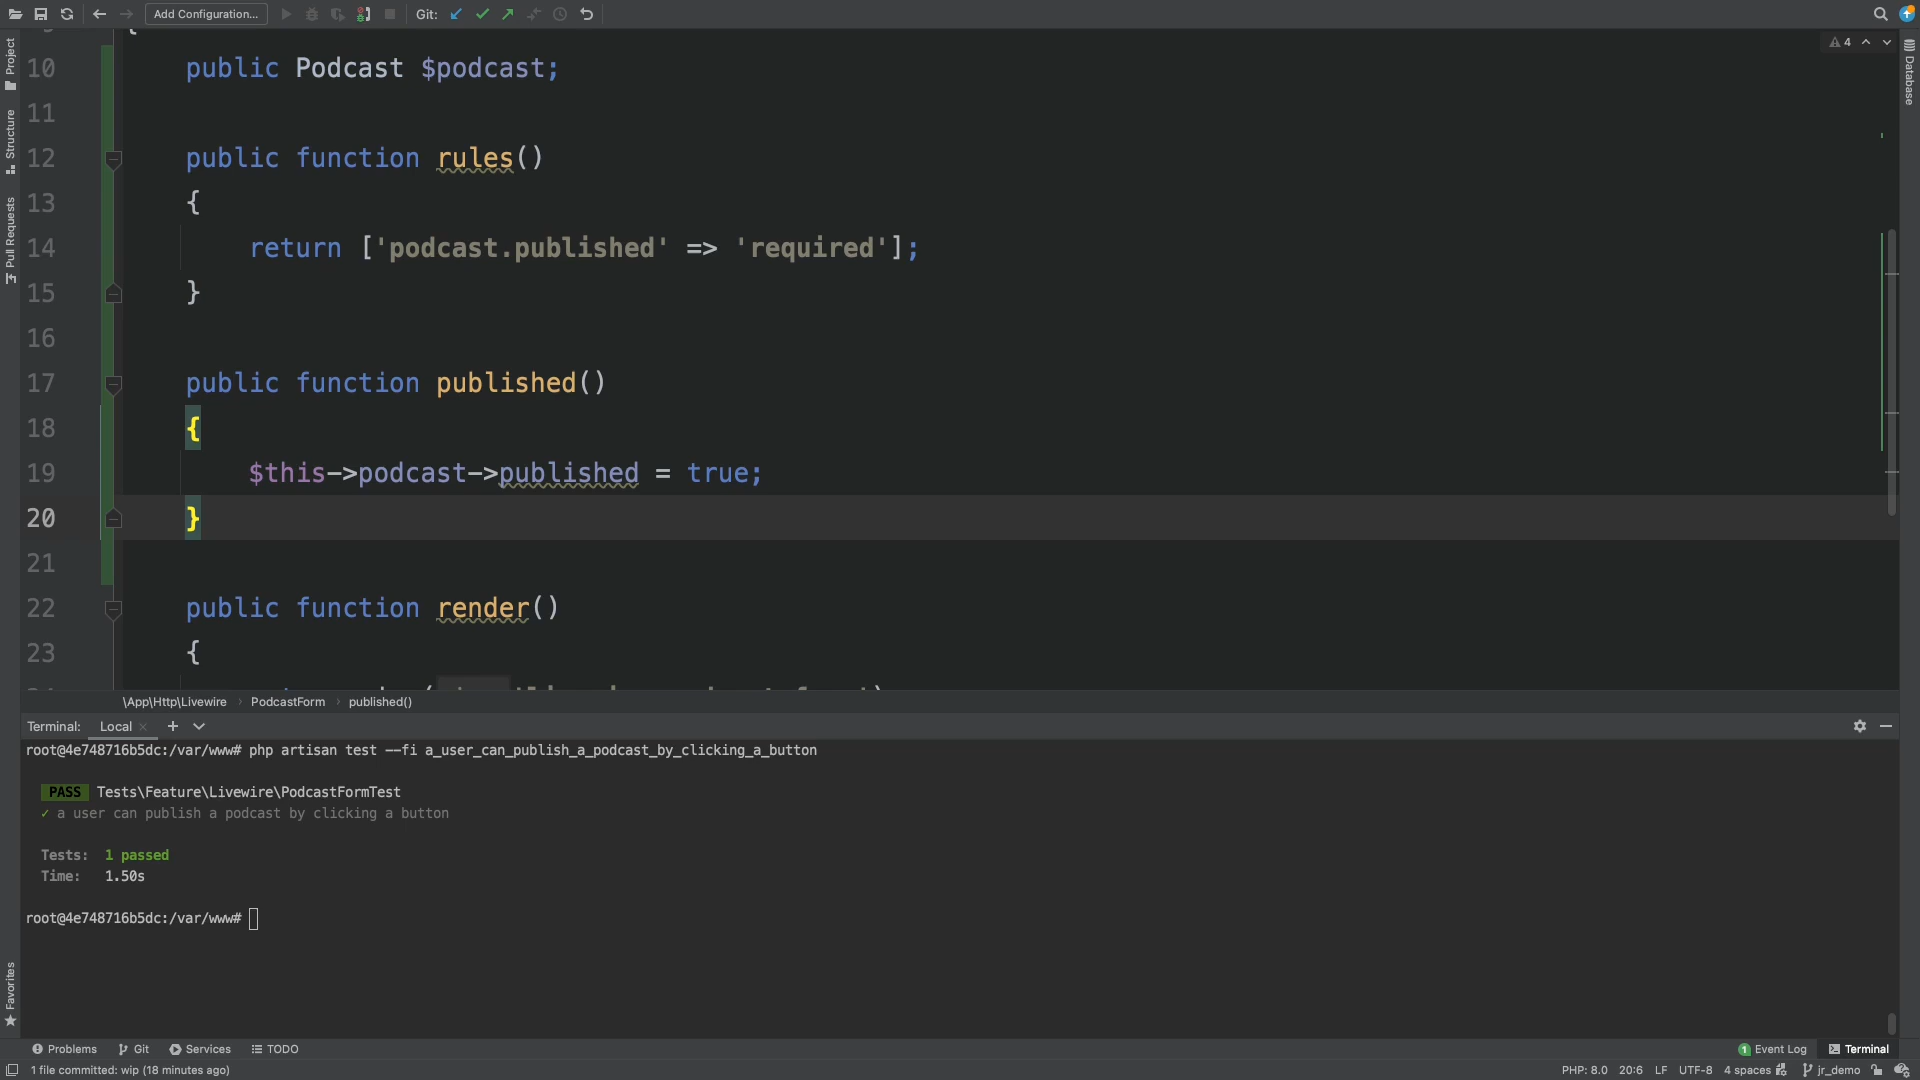 Add Configuration...
Git:
Project
Structure
Pull Requests
Favorites
Database
4
10 public Podcast $podcast;
11
12 public function rules()
13 {
14 return ['podcast.published' => 'required'];
15 }
16
17 public function published()
18 {
19 $this->podcast->published = true;
20 }
21
22 public function render()
23 {
\App\Http\Livewire › PodcastForm › published()
Terminal: Local × +
root@4e748716b5dc:/var/www# php artisan test --fi a_user_can_publish_a_podcast_by_clicking_a_button
PASS Tests\Feature\Livewire\PodcastFormTest
✓ a user can publish a podcast by clicking a button
Tests: 1 passed
Time: 1.50s
root@4e748716b5dc:/var/www#
Problems Git Services TODO 1 Event Log Terminal
1 file committed: wip (18 minutes ago) PHP: 8.0 20:6 LF UTF-8 4 spaces jr_demo